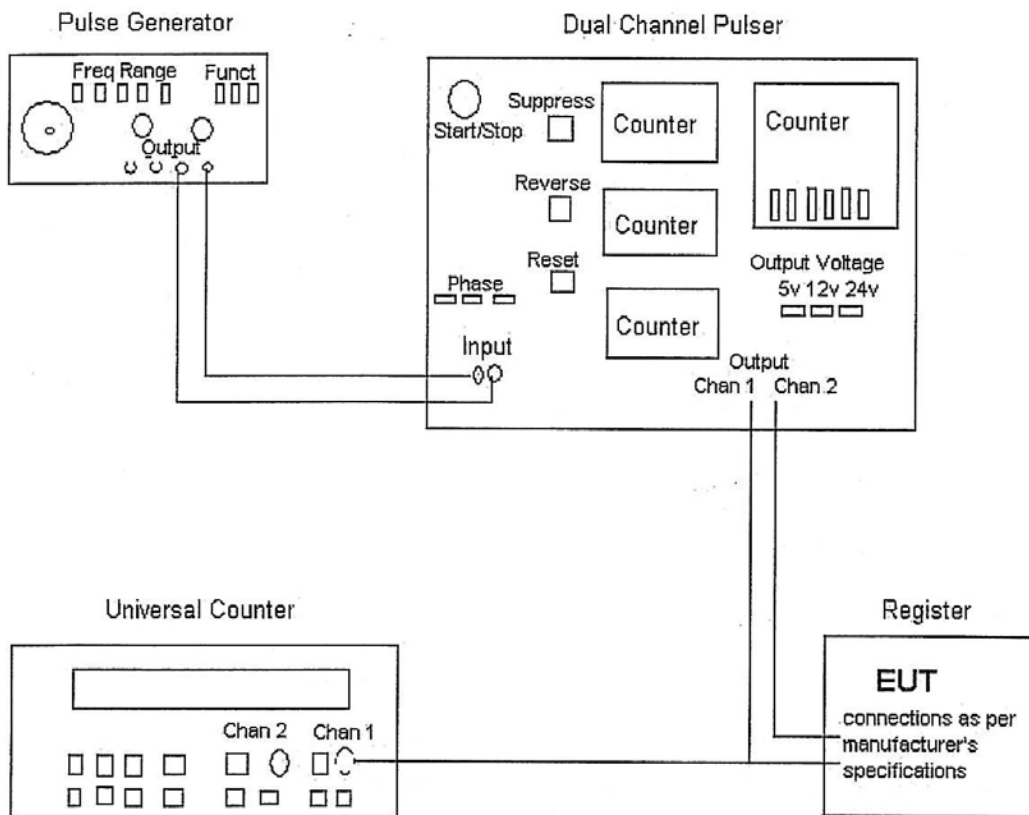 Pulse Generator
Freq Range Funct
Output
Dual Channel Pulser
Start/Stop
Suppress
Counter
Counter
Reverse
Counter
Reset
Phase
Output Voltage
5v 12v 24v
Counter
Input
Output
Chan 1 Chan.2
Universal Counter
Chan 2 Chan 1
Register
EUT
connections as per
manufacturer's
specifications